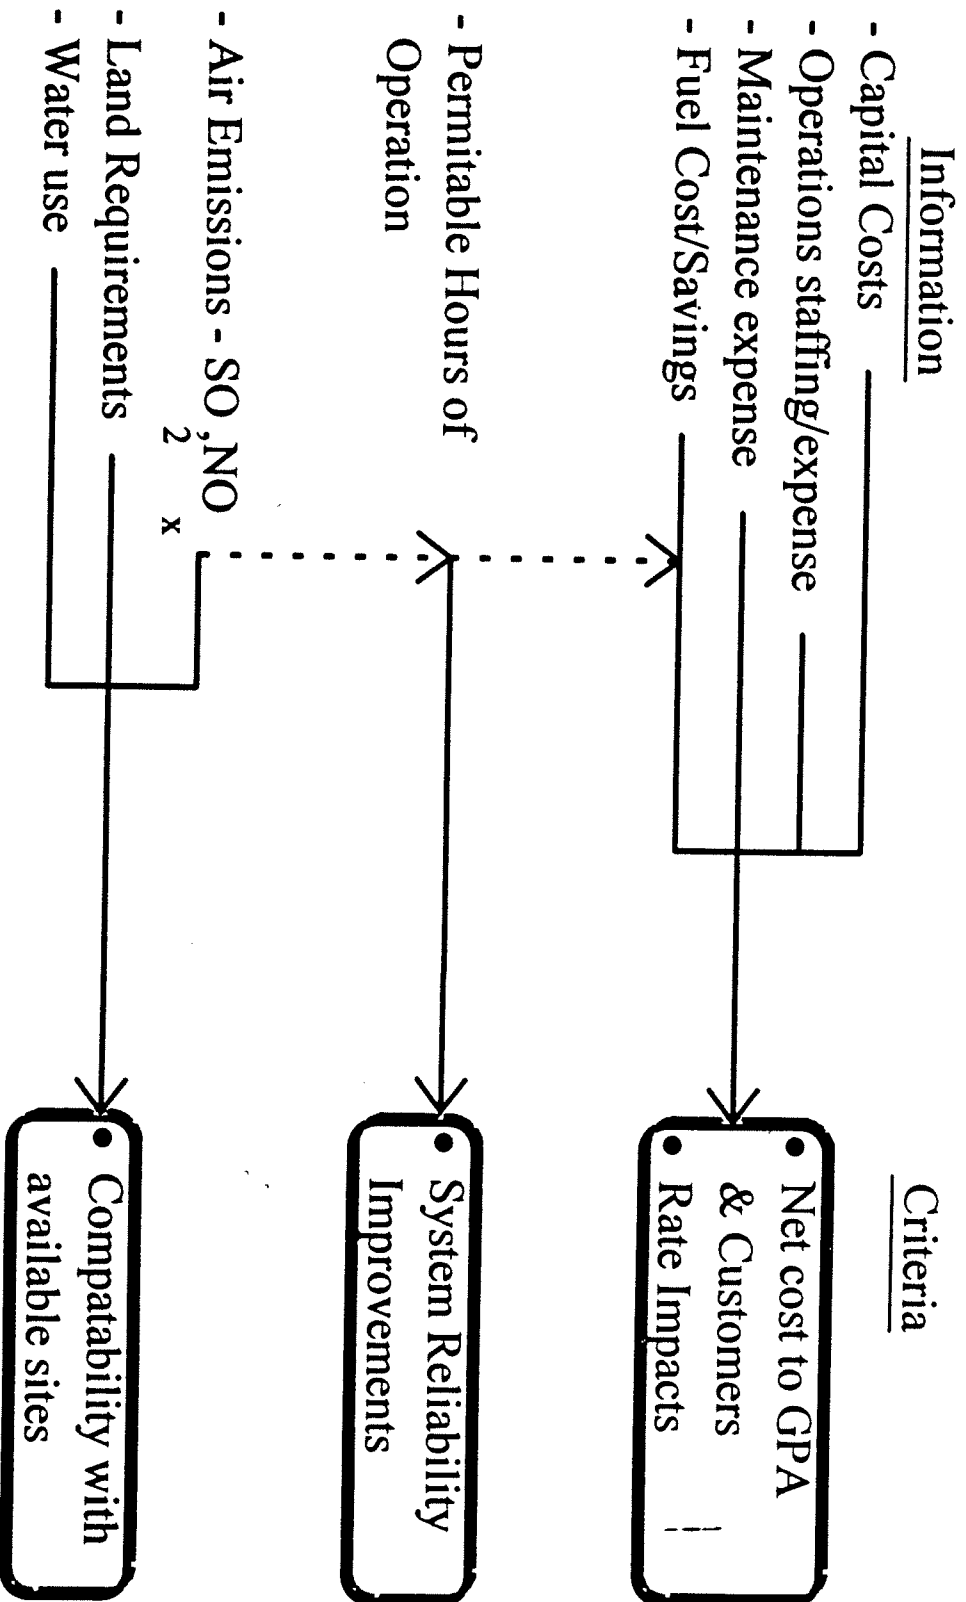 Information
- Capital Costs
- Operations staffing/expense
- Maintenance expense
- Fuel Cost/Savings
- Permitable Hours of
Operation
- Air Emissions - SO2,NOx
- Land Requirements
- Water use
Criteria
● Net cost to GPA
& Customers
● Rate Impacts
● System Reliability
Improvements
● Compatability with
available sites